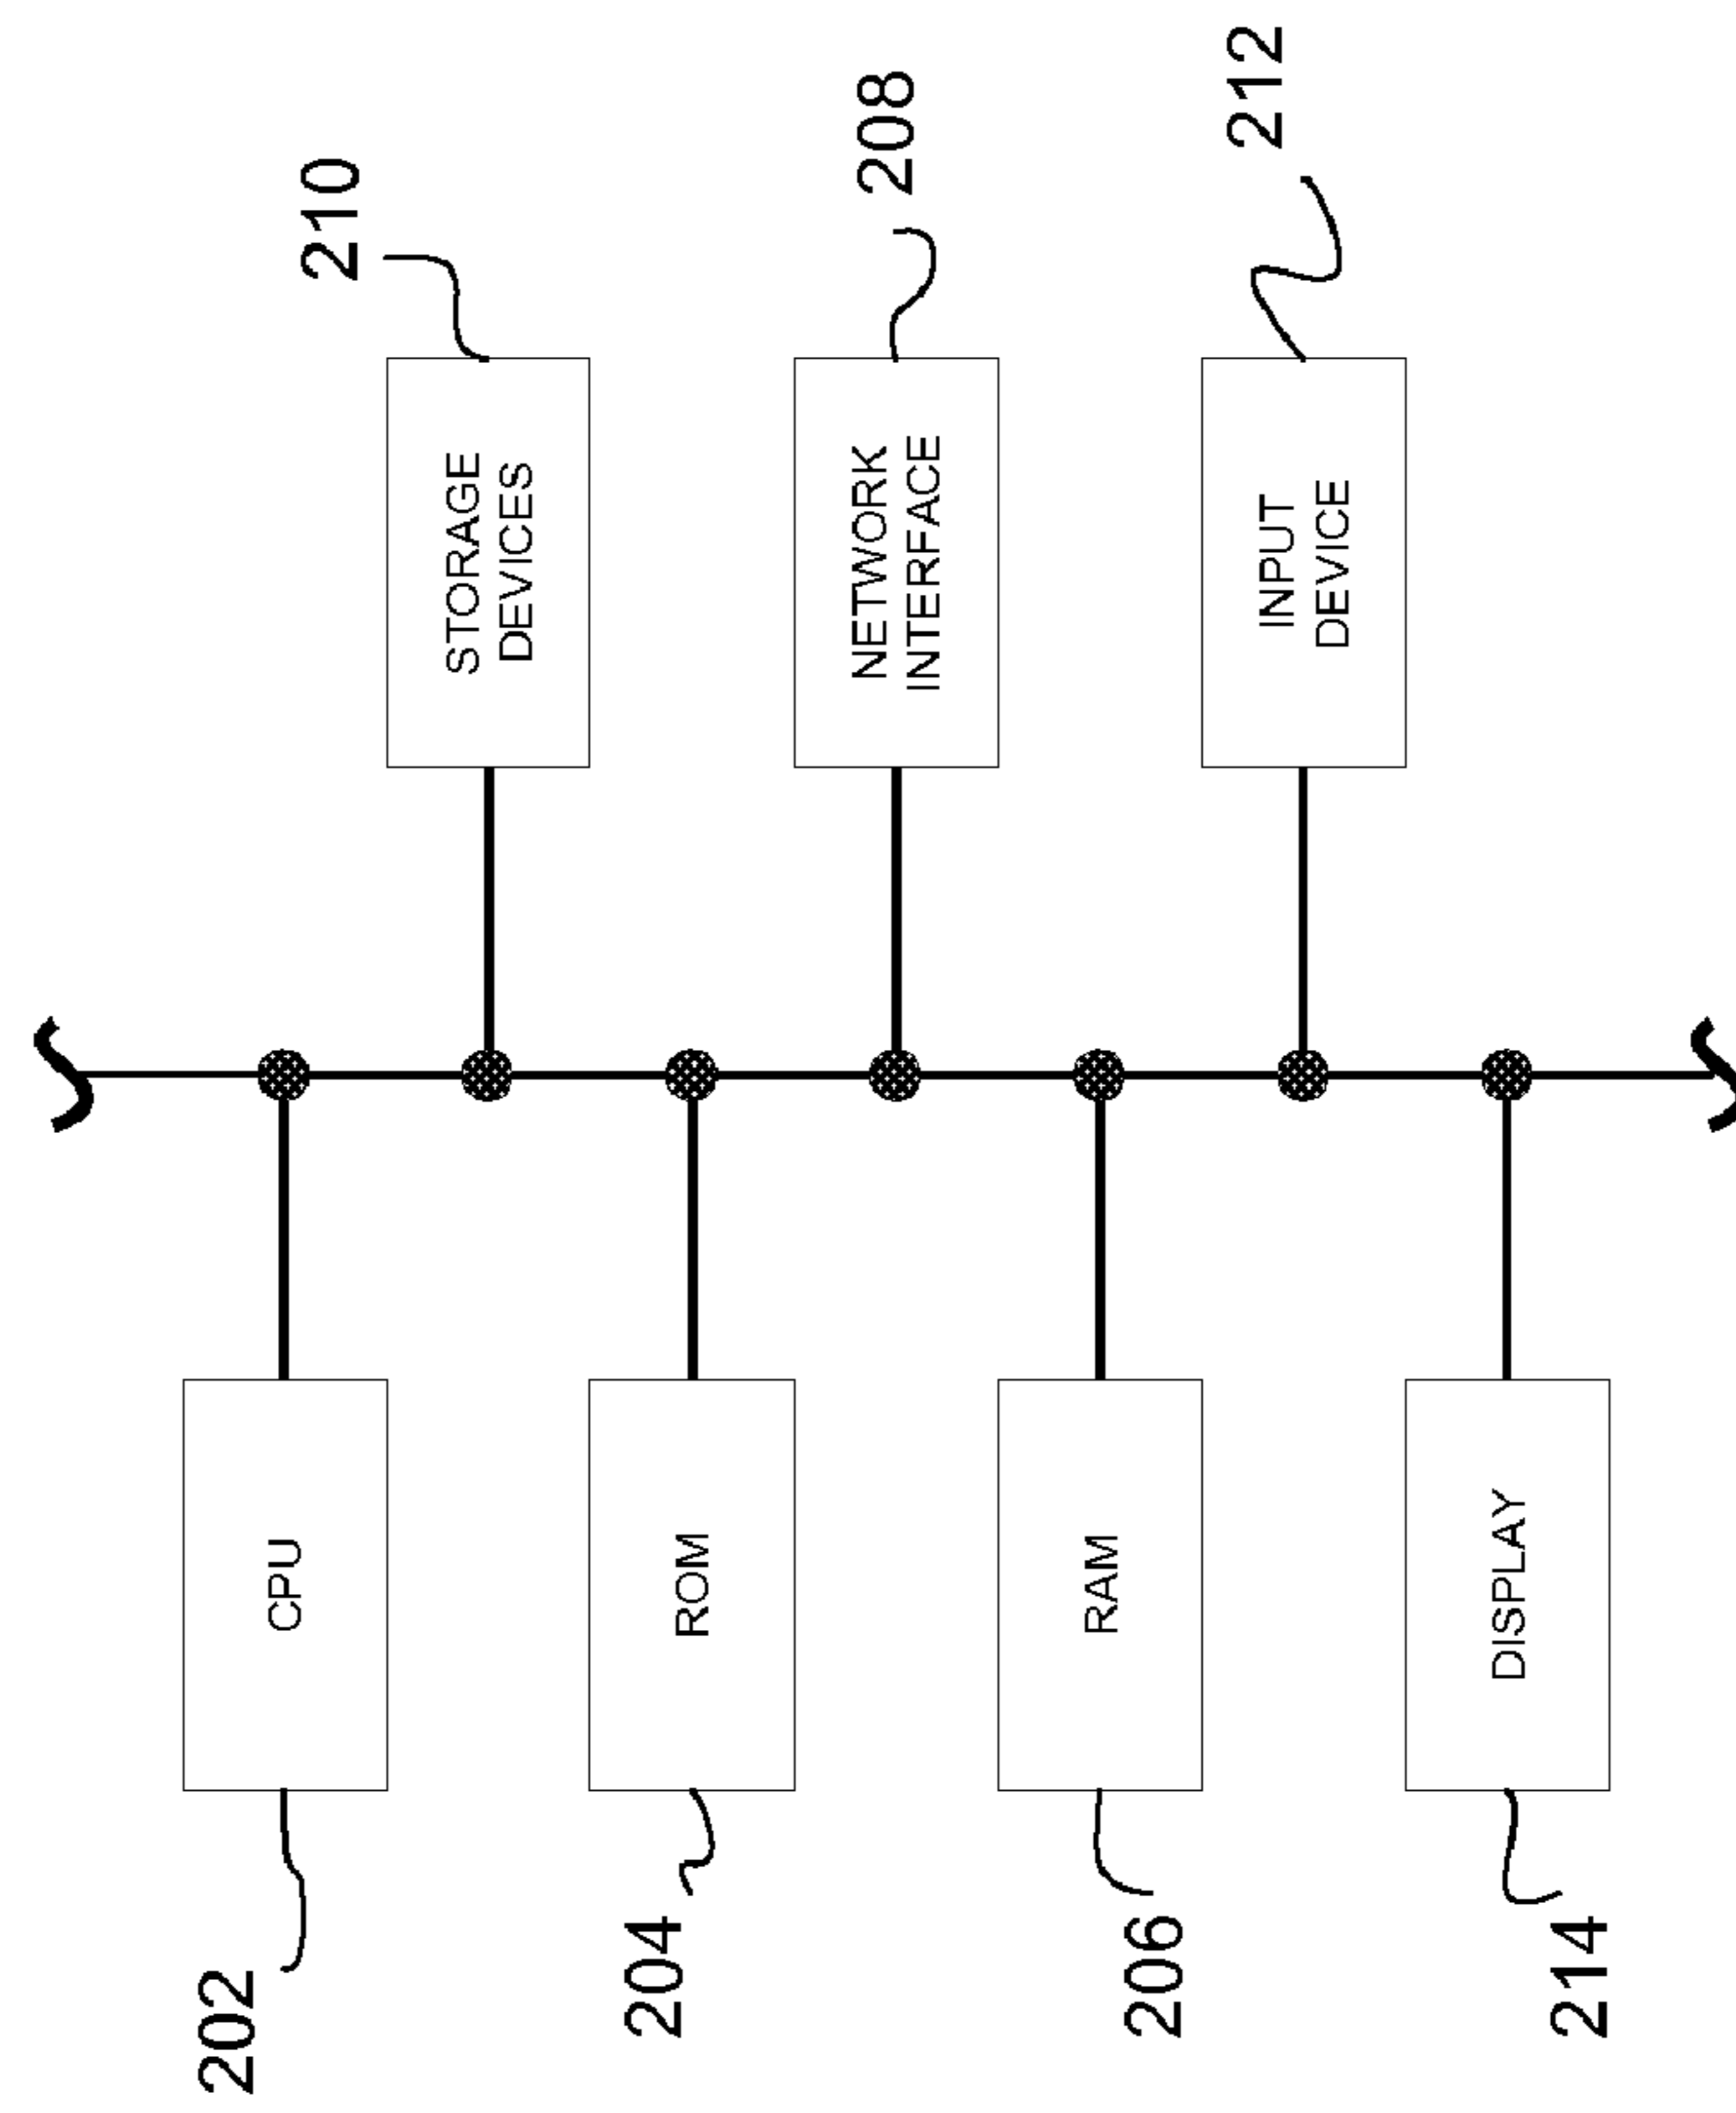 202
CPU
STORAGE
DEVICES
210
204
ROM
NETWORK
INTERFACE
208
206
RAM
INPUT
DEVICE
212
214
DISPLAY